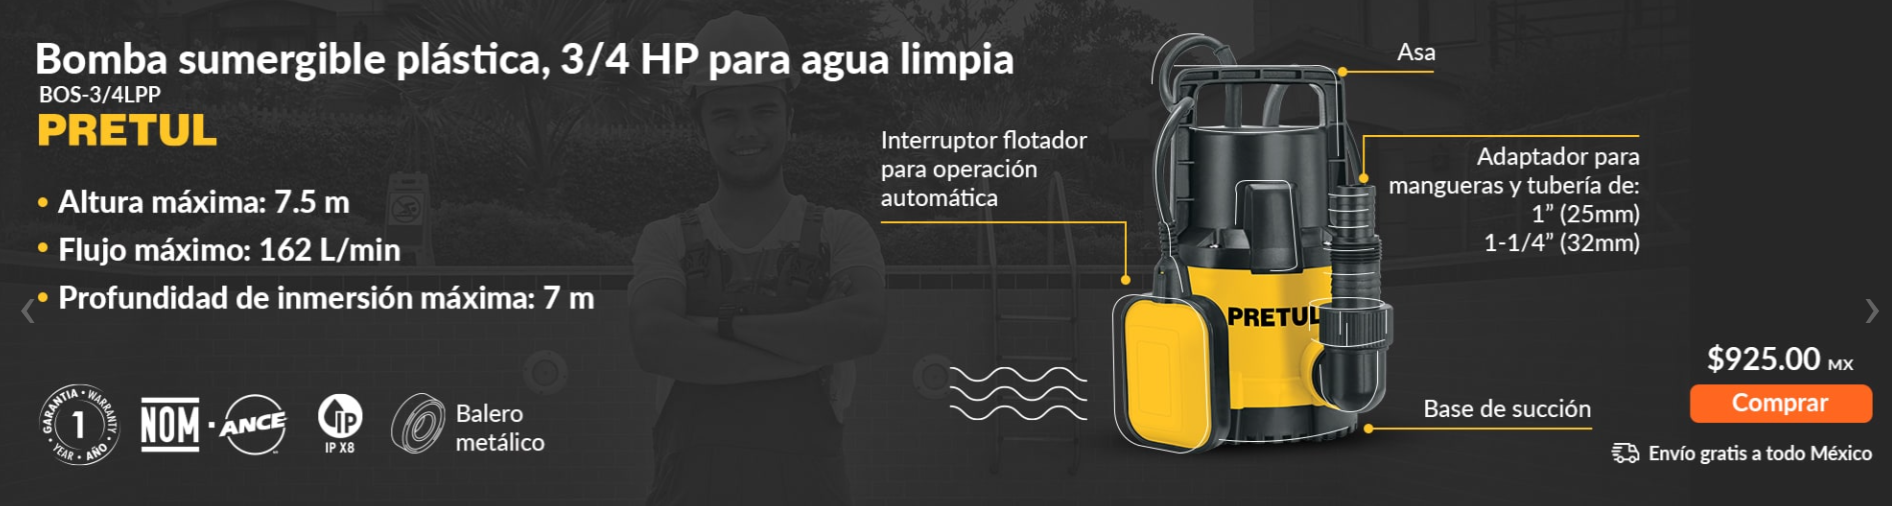 Bomba sumergible plástica, 3/4 HP para agua limpia
BOS-3/4LPP
PRETUL
• Altura máxima: 7.5 m
• Flujo máximo: 162 L/min
• Profundidad de inmersión máxima: 7 m
GARANTIA • WARRANTY • 1 YEAR • AÑO
NOM • ANCE
IP
IP X8
Balero
metálico
Interruptor flotador
para operación
automática
Asa
Adaptador para
mangueras y tubería de:
1” (25mm)
1-1/4” (32mm)
PRETUL
Base de succión
$925.00 MX
Comprar
Envío gratis a todo México